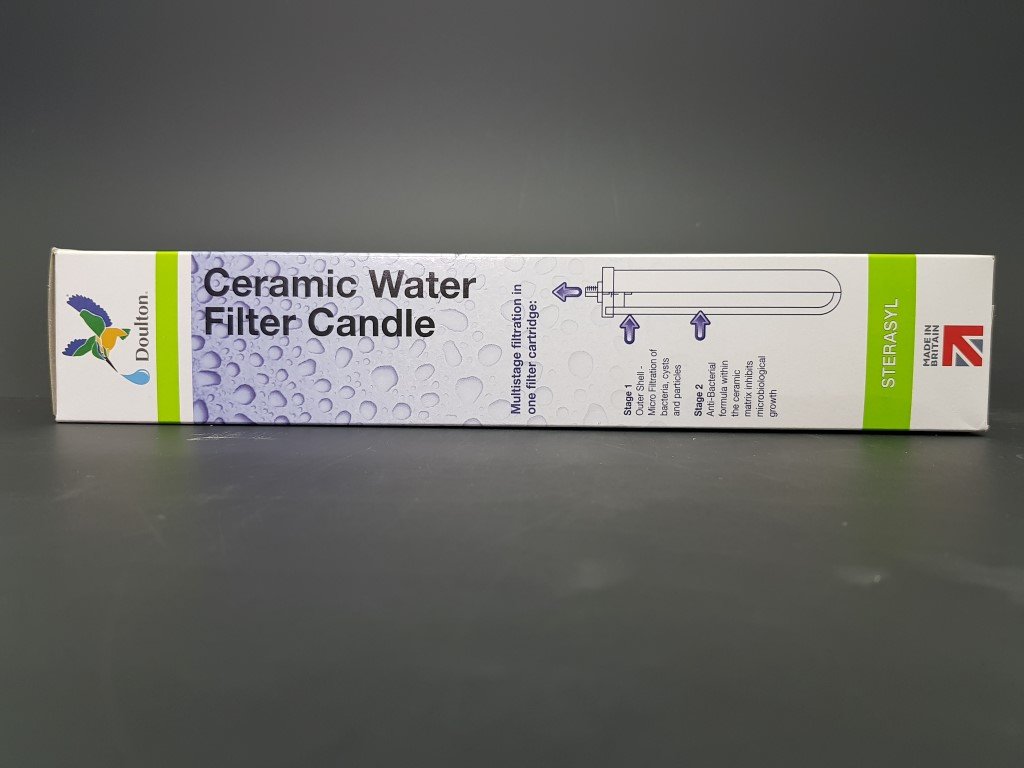 Doulton
Ceramic Water
Filter Candle
Multistage filtration in
one filter cartridge:
Stage 1
Outer Shell -
Micro Filtration of
bacteria, cysts
and particles
Stage 2
Anti-Bacterial
formula within
the ceramic
matrix inhibits
microbiological
growth
STERASYL
MADE IN
BRITAIN